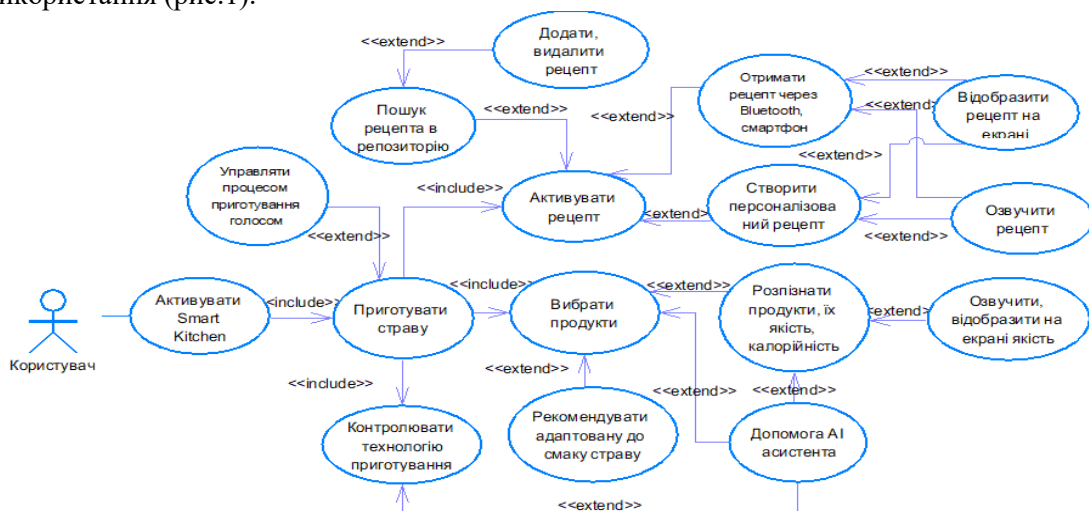 використання (рис.1).
<<extend>>
Додати,
видалити
рецепт
Пошук
рецепта в
репозиторію
<<extend>>
Отримати
рецепт через
Bluetooth,
смартфон
<<extend>>
Відобразити
рецепт на
екрані
<<extend>>
<<extend>>
<<extend>>
Управляти
процесом
приготування
голосом
<<include>>
Активувати
рецепт
<extend>>
Створити
персоналізова
ний рецепт
<<extend>>
Озвучити
рецепт
<<extend>>
Користувач
Активувати
Smart
Kitchen
<include>>
Приготувати
страву
<<include>>
Вибрати
продукти
<<extend>>
Розпізнати
продукти, їх
якість,
калорійність
<<extend>
Озвучити,
відобразити на
екрані якість
<<include>>
<<extend>>
<<extend>>
<<extend>>
Контролювати
технологію
приготування
Рекомендувати
адаптовану до
смаку страву
Допомога AI
асистента
<<extend>>